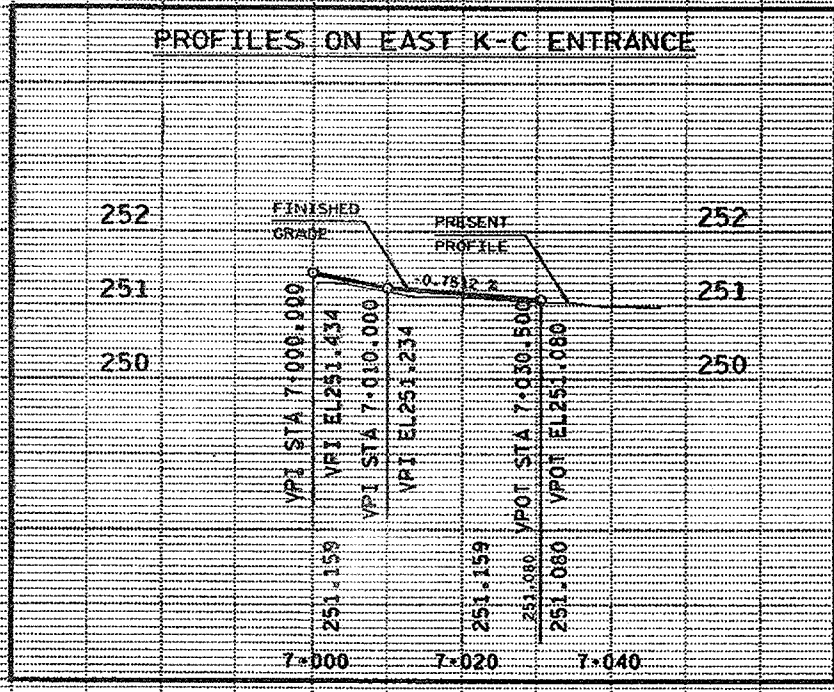 PROFILES ON EAST K-C ENTRANCE
252
FINISHED
GRADE
PRESENT
PROFILE
252
251
-0.7512 %
251
250
250
VPI STA 7+000.000
VPI EL251.434
VPI STA 7+010.000
VPI EL251.234
VPOT STA 7+030.500
VPOT EL251.080
251.159
251.159
251.080
251.080
7+000
7+020
7+040